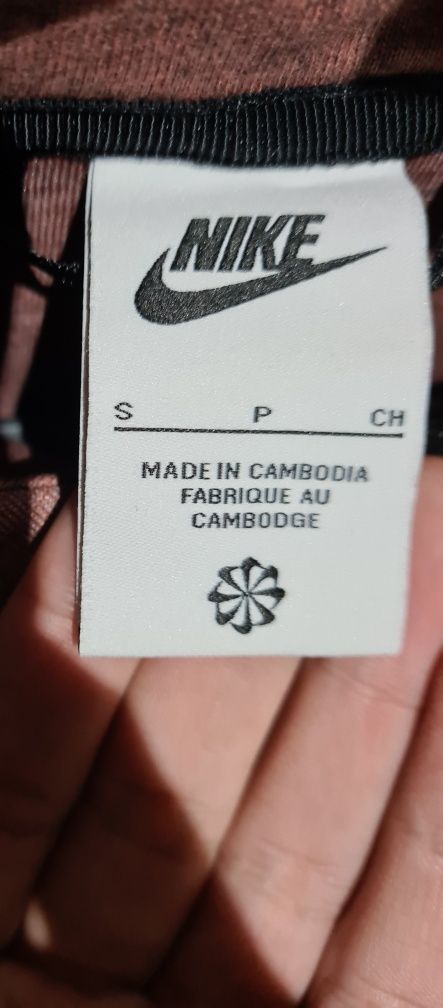 NIKE
S P CH
MADE IN CAMBODIA
FABRIQUE AU
CAMBODGE